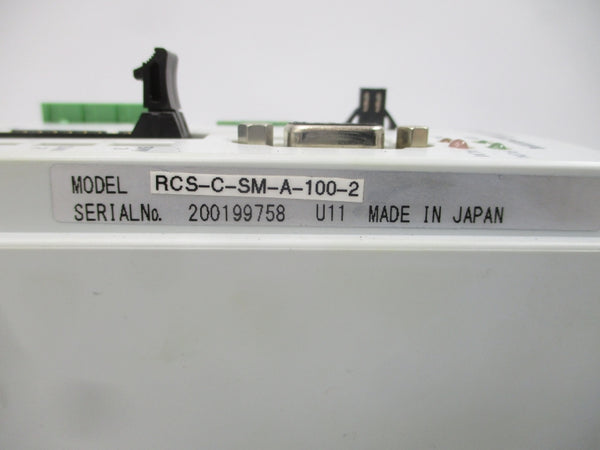 MODEL RCS-C-SM-A-100-2
SERIALNo. 200199758 U11 MADE IN JAPAN